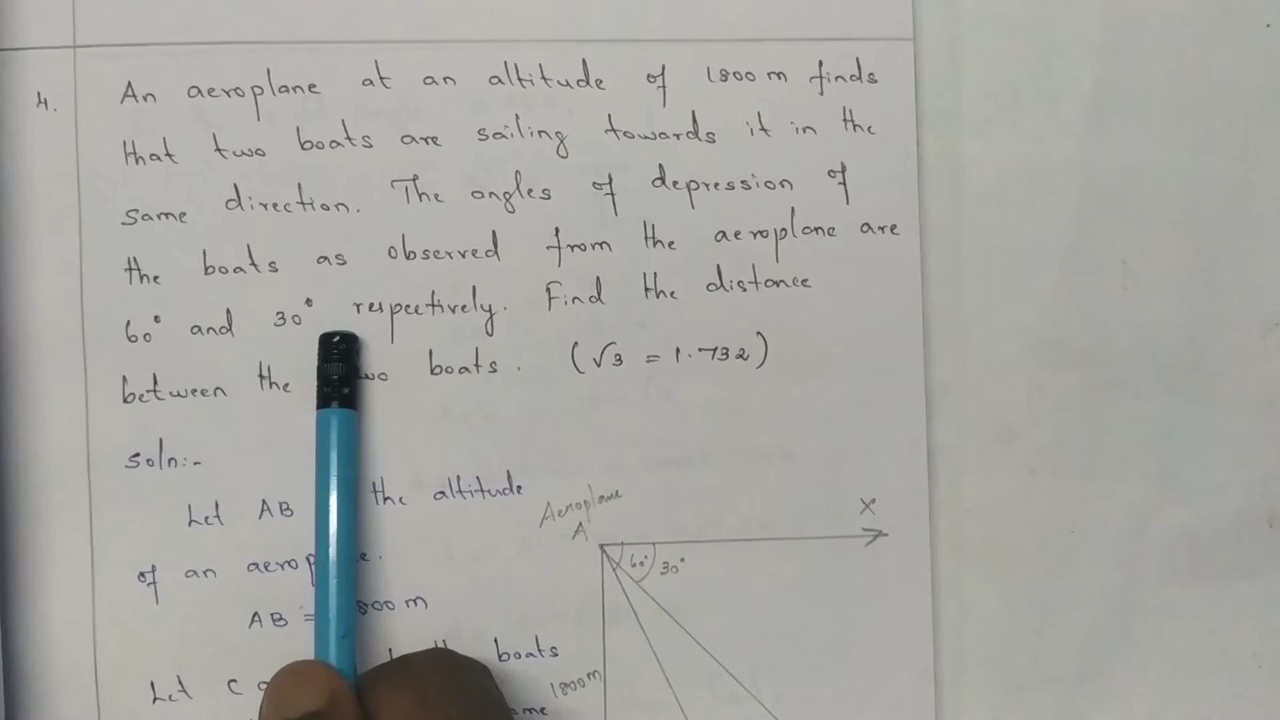 4. An aeroplane at an altitude of 1800 m finds
that two boats are sailing towards it in the
same direction. The angles of depression of
the boats as observed from the aeroplane are
60° and 30° respectively. Find the distance
between the boats. (√3 = 1.732)
Soln:-
Let AB the altitude
of an
AB = 800 m
Let C boats
Aeroplane
A
X
60°
30°
1800m